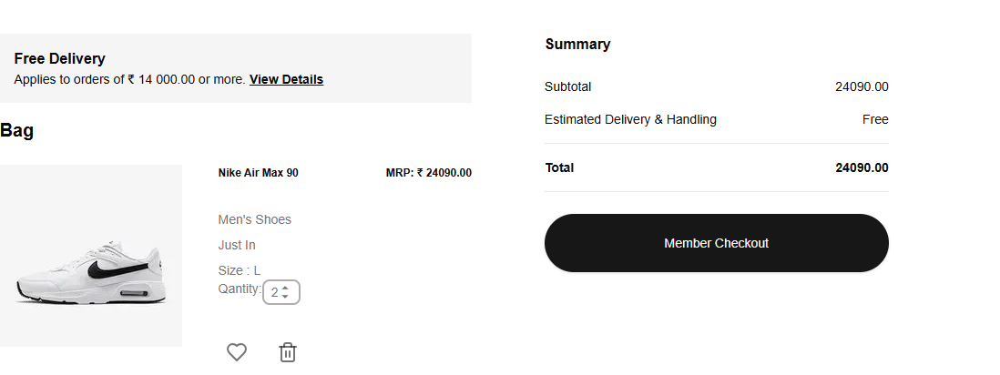 Free Delivery
Applies to orders of ₹ 14 000.00 or more. View Details
Bag
Nike Air Max 90 MRP: ₹ 24090.00
Men's Shoes
Just In
Size : L
Qantity: 2
Summary
Subtotal 24090.00
Estimated Delivery & Handling Free
Total 24090.00
Member Checkout